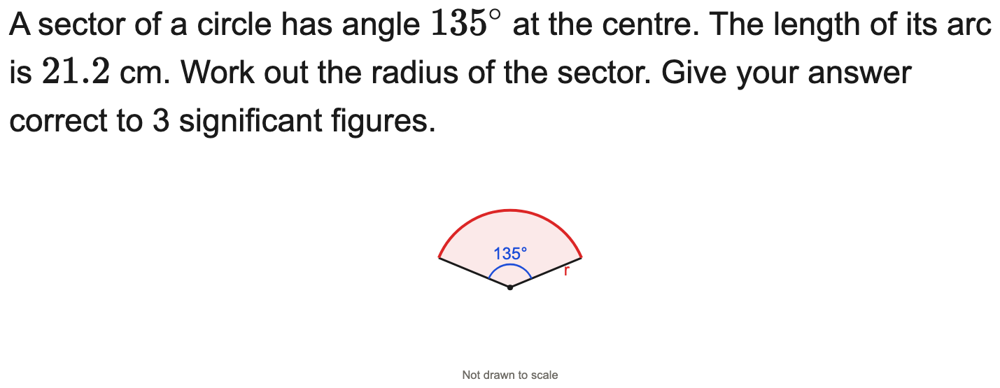 A sector of a circle has angle 135° at the centre. The length of its arc
is 21.2 cm. Work out the radius of the sector. Give your answer
correct to 3 significant figures.
135°
r
Not drawn to scale